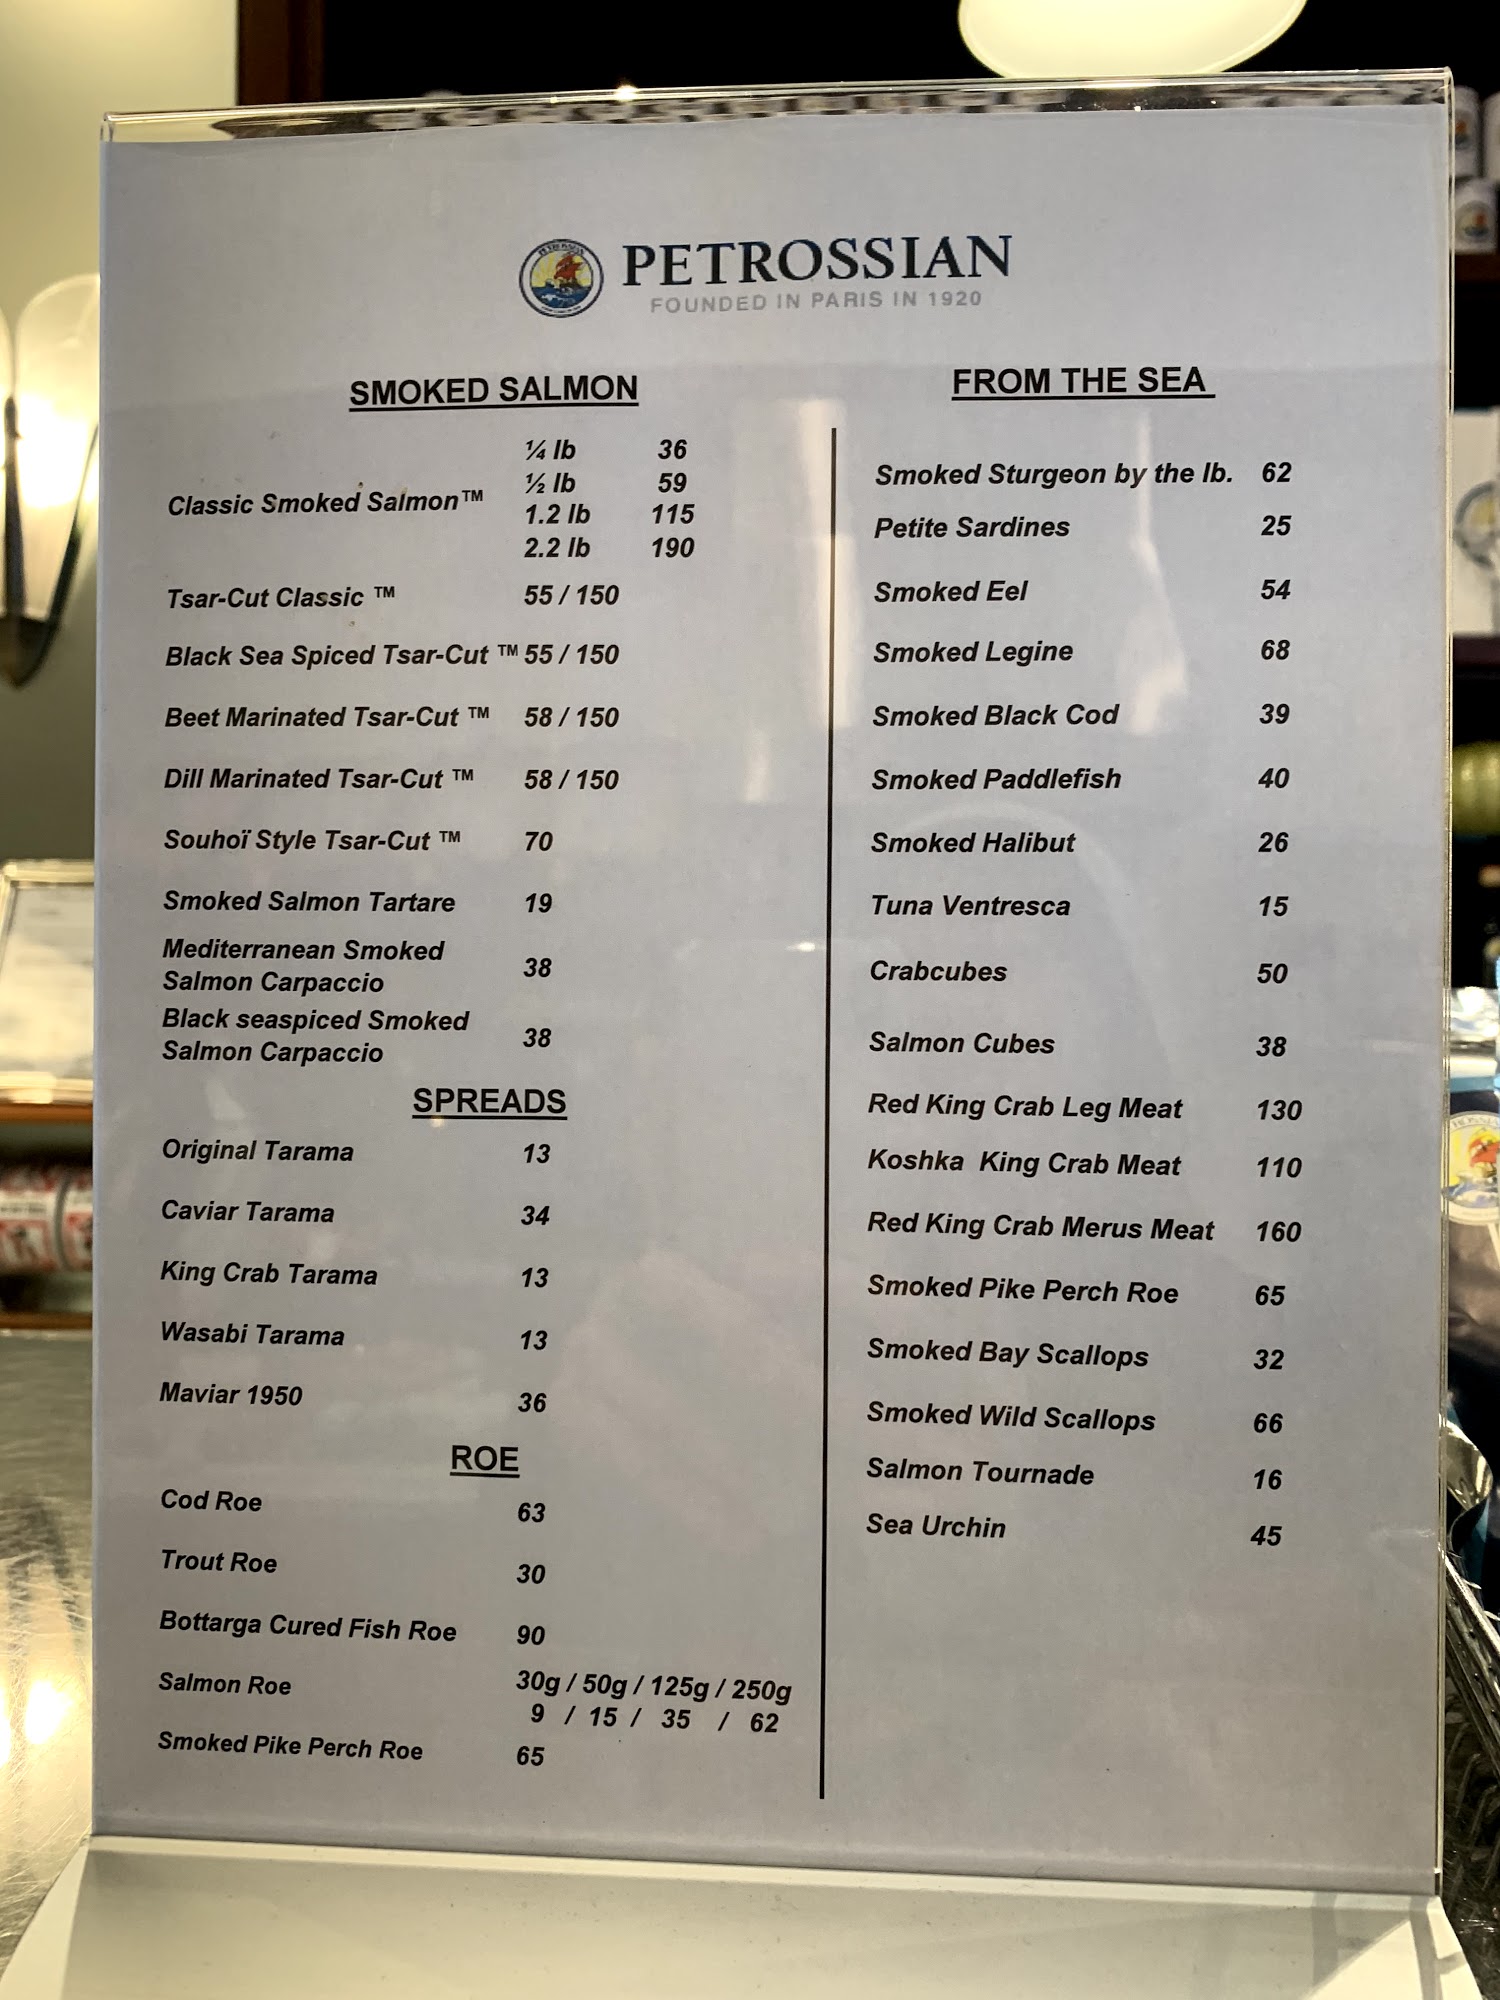 PETROSSIAN
FOUNDED IN PARIS IN 1920
SMOKED SALMON
Classic Smoked Salmon™
¼ lb 36
½ lb 59
1.2 lb 115
2.2 lb 190
Tsar-Cut Classic ™ 55 / 150
Black Sea Spiced Tsar-Cut ™ 55 / 150
Beet Marinated Tsar-Cut ™ 58 / 150
Dill Marinated Tsar-Cut ™ 58 / 150
Souhoï Style Tsar-Cut ™ 70
Smoked Salmon Tartare 19
Mediterranean Smoked
Salmon Carpaccio 38
Black seaspiced Smoked
Salmon Carpaccio 38
SPREADS
Original Tarama 13
Caviar Tarama 34
King Crab Tarama 13
Wasabi Tarama 13
Maviar 1950 36
ROE
Cod Roe 63
Trout Roe 30
Bottarga Cured Fish Roe 90
Salmon Roe 30g / 50g / 125g / 250g
9 / 15 / 35 / 62
Smoked Pike Perch Roe 65
FROM THE SEA
Smoked Sturgeon by the lb. 62
Petite Sardines 25
Smoked Eel 54
Smoked Legine 68
Smoked Black Cod 39
Smoked Paddlefish 40
Smoked Halibut 26
Tuna Ventresca 15
Crabcubes 50
Salmon Cubes 38
Red King Crab Leg Meat 130
Koshka King Crab Meat 110
Red King Crab Merus Meat 160
Smoked Pike Perch Roe 65
Smoked Bay Scallops 32
Smoked Wild Scallops 66
Salmon Tournade 16
Sea Urchin 45